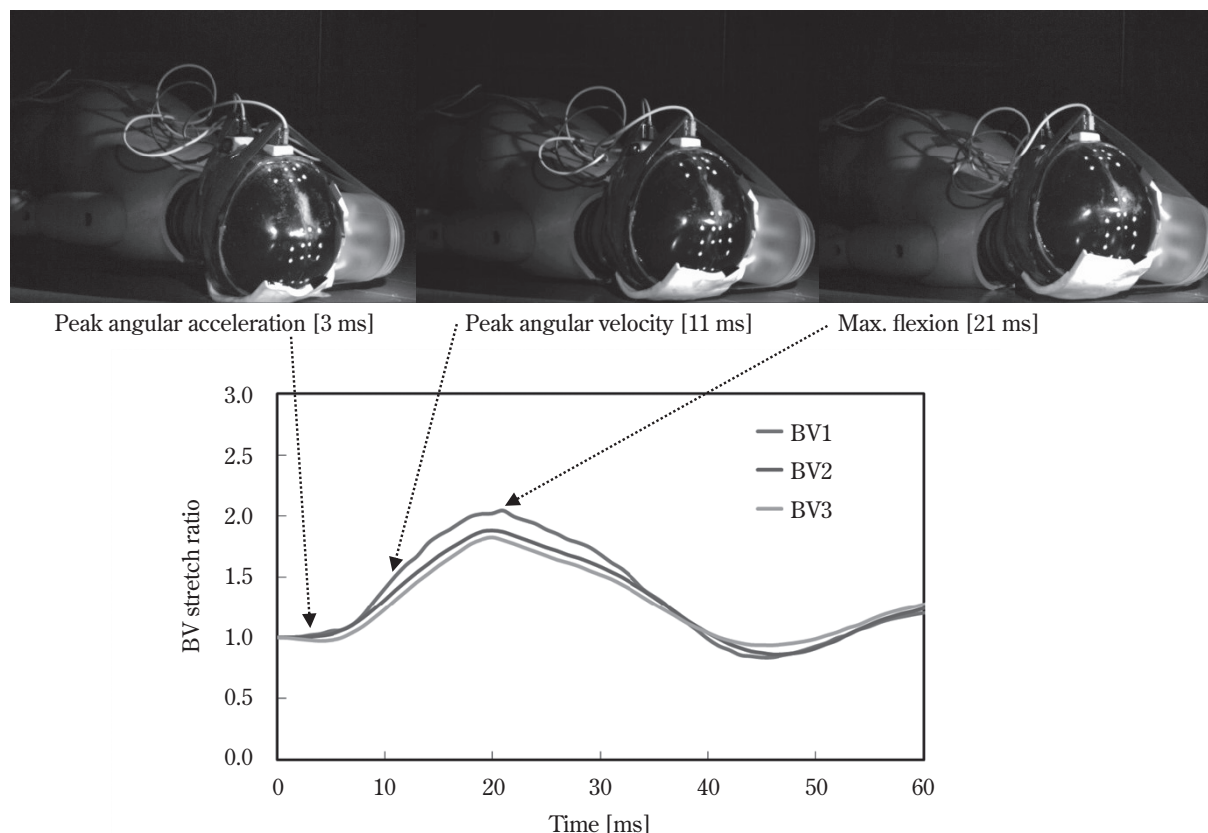 Peak angular acceleration [3 ms]
Peak angular velocity [11 ms]
Max. flexion [21 ms]
3.0
2.5
2.0
1.5
1.0
0.5
0.0
BV stretch ratio
BV1
BV2
BV3
0
10
20
30
40
50
60
Time [ms]